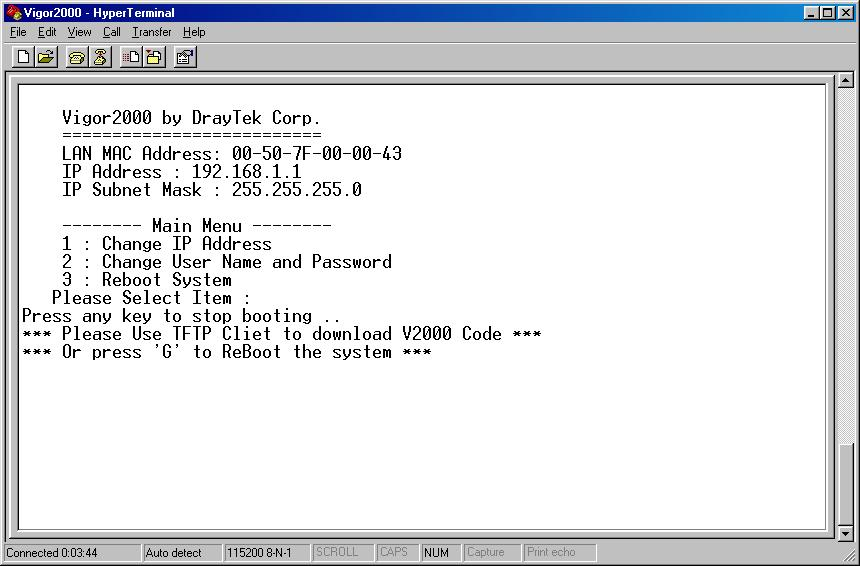 Vigor2000 - HyperTerminal
File Edit View Call Transfer Help
Vigor2000 by DrayTek Corp.
==========================
LAN MAC Address: 00-50-7F-00-00-43
IP Address : 192.168.1.1
IP Subnet Mask : 255.255.255.0
-------- Main Menu --------
1 : Change IP Address
2 : Change User Name and Password
3 : Reboot System
Please Select Item :
Press any key to stop booting ..
*** Please Use TFTP Cliet to download V2000 Code ***
*** Or press 'G' to ReBoot the system ***
Connected 0:03:44 Auto detect 115200 8-N-1 SCROLL CAPS NUM Capture Print echo